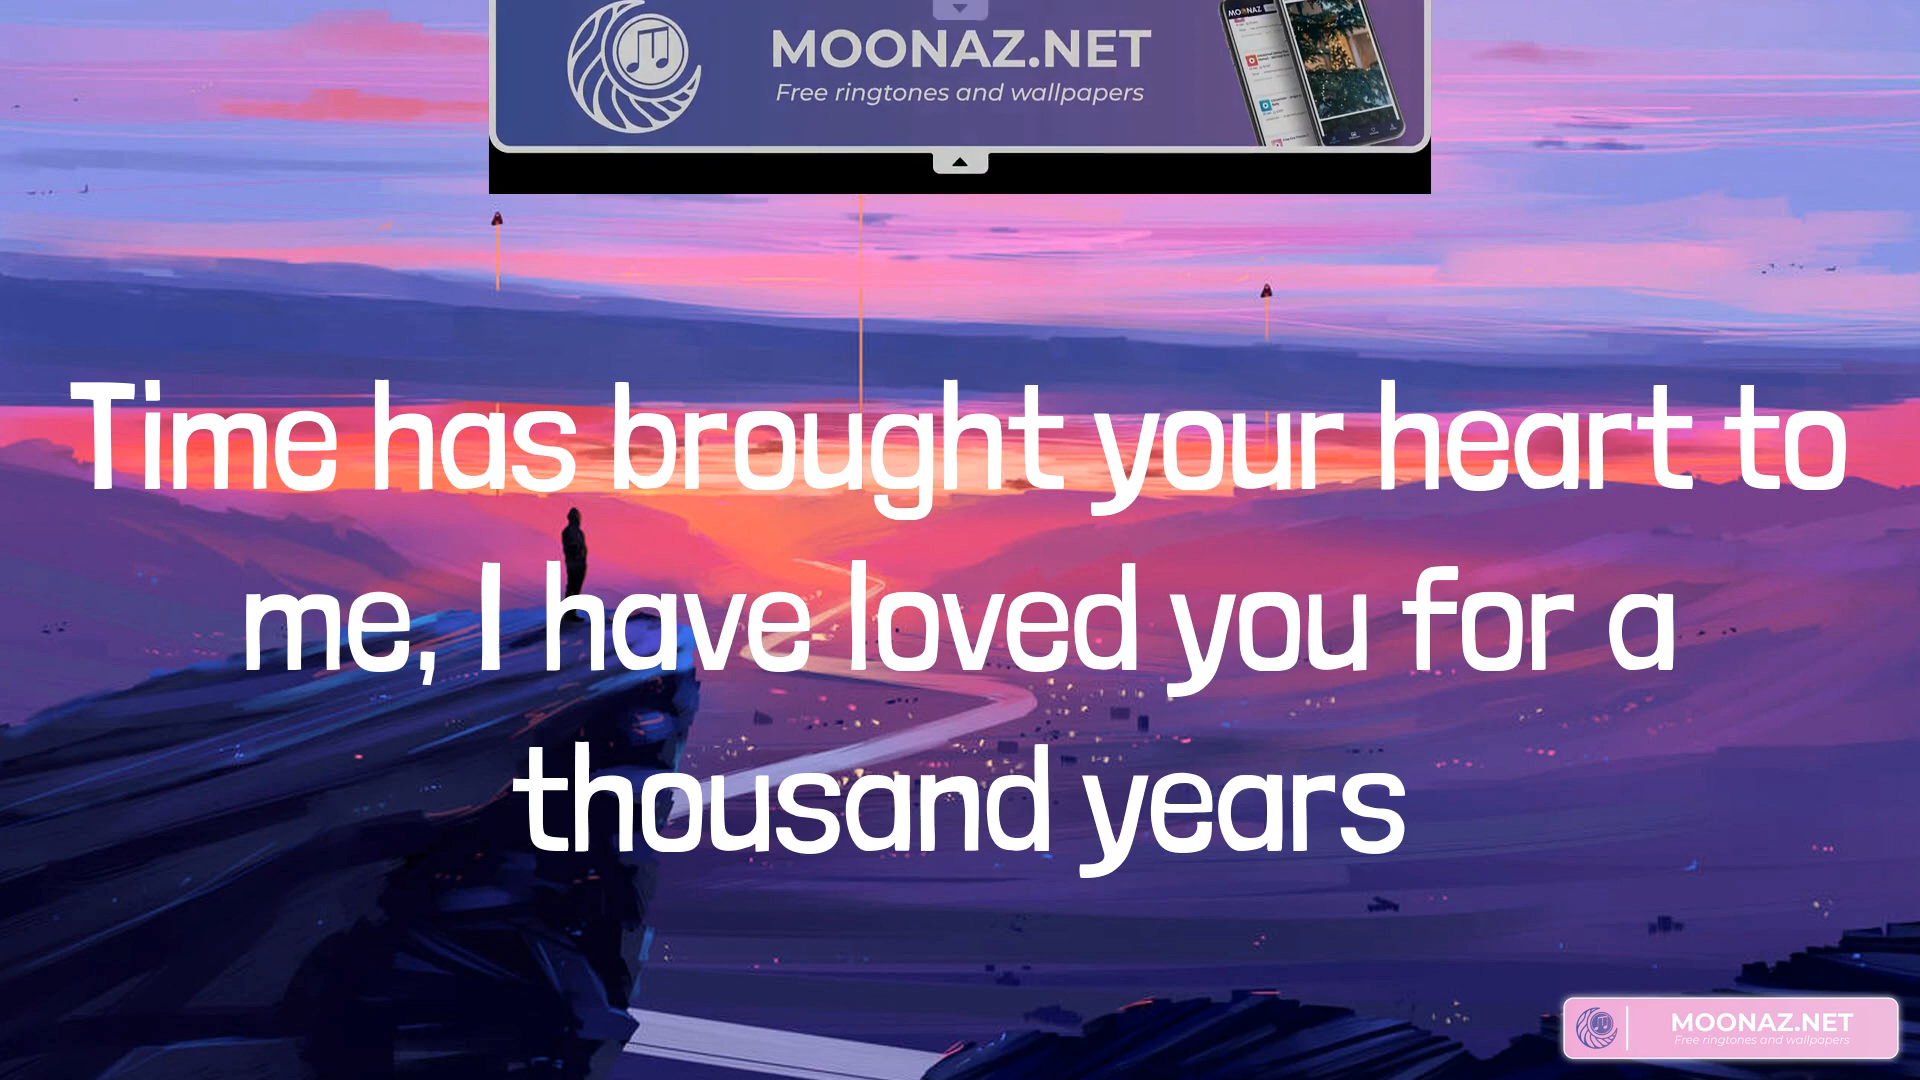 MOONAZ.NET
Free ringtones and wallpapers
Time has brought your heart to
me, I have loved you for a
thousand years
MOONAZ.NET
Free ringtones and wallpapers